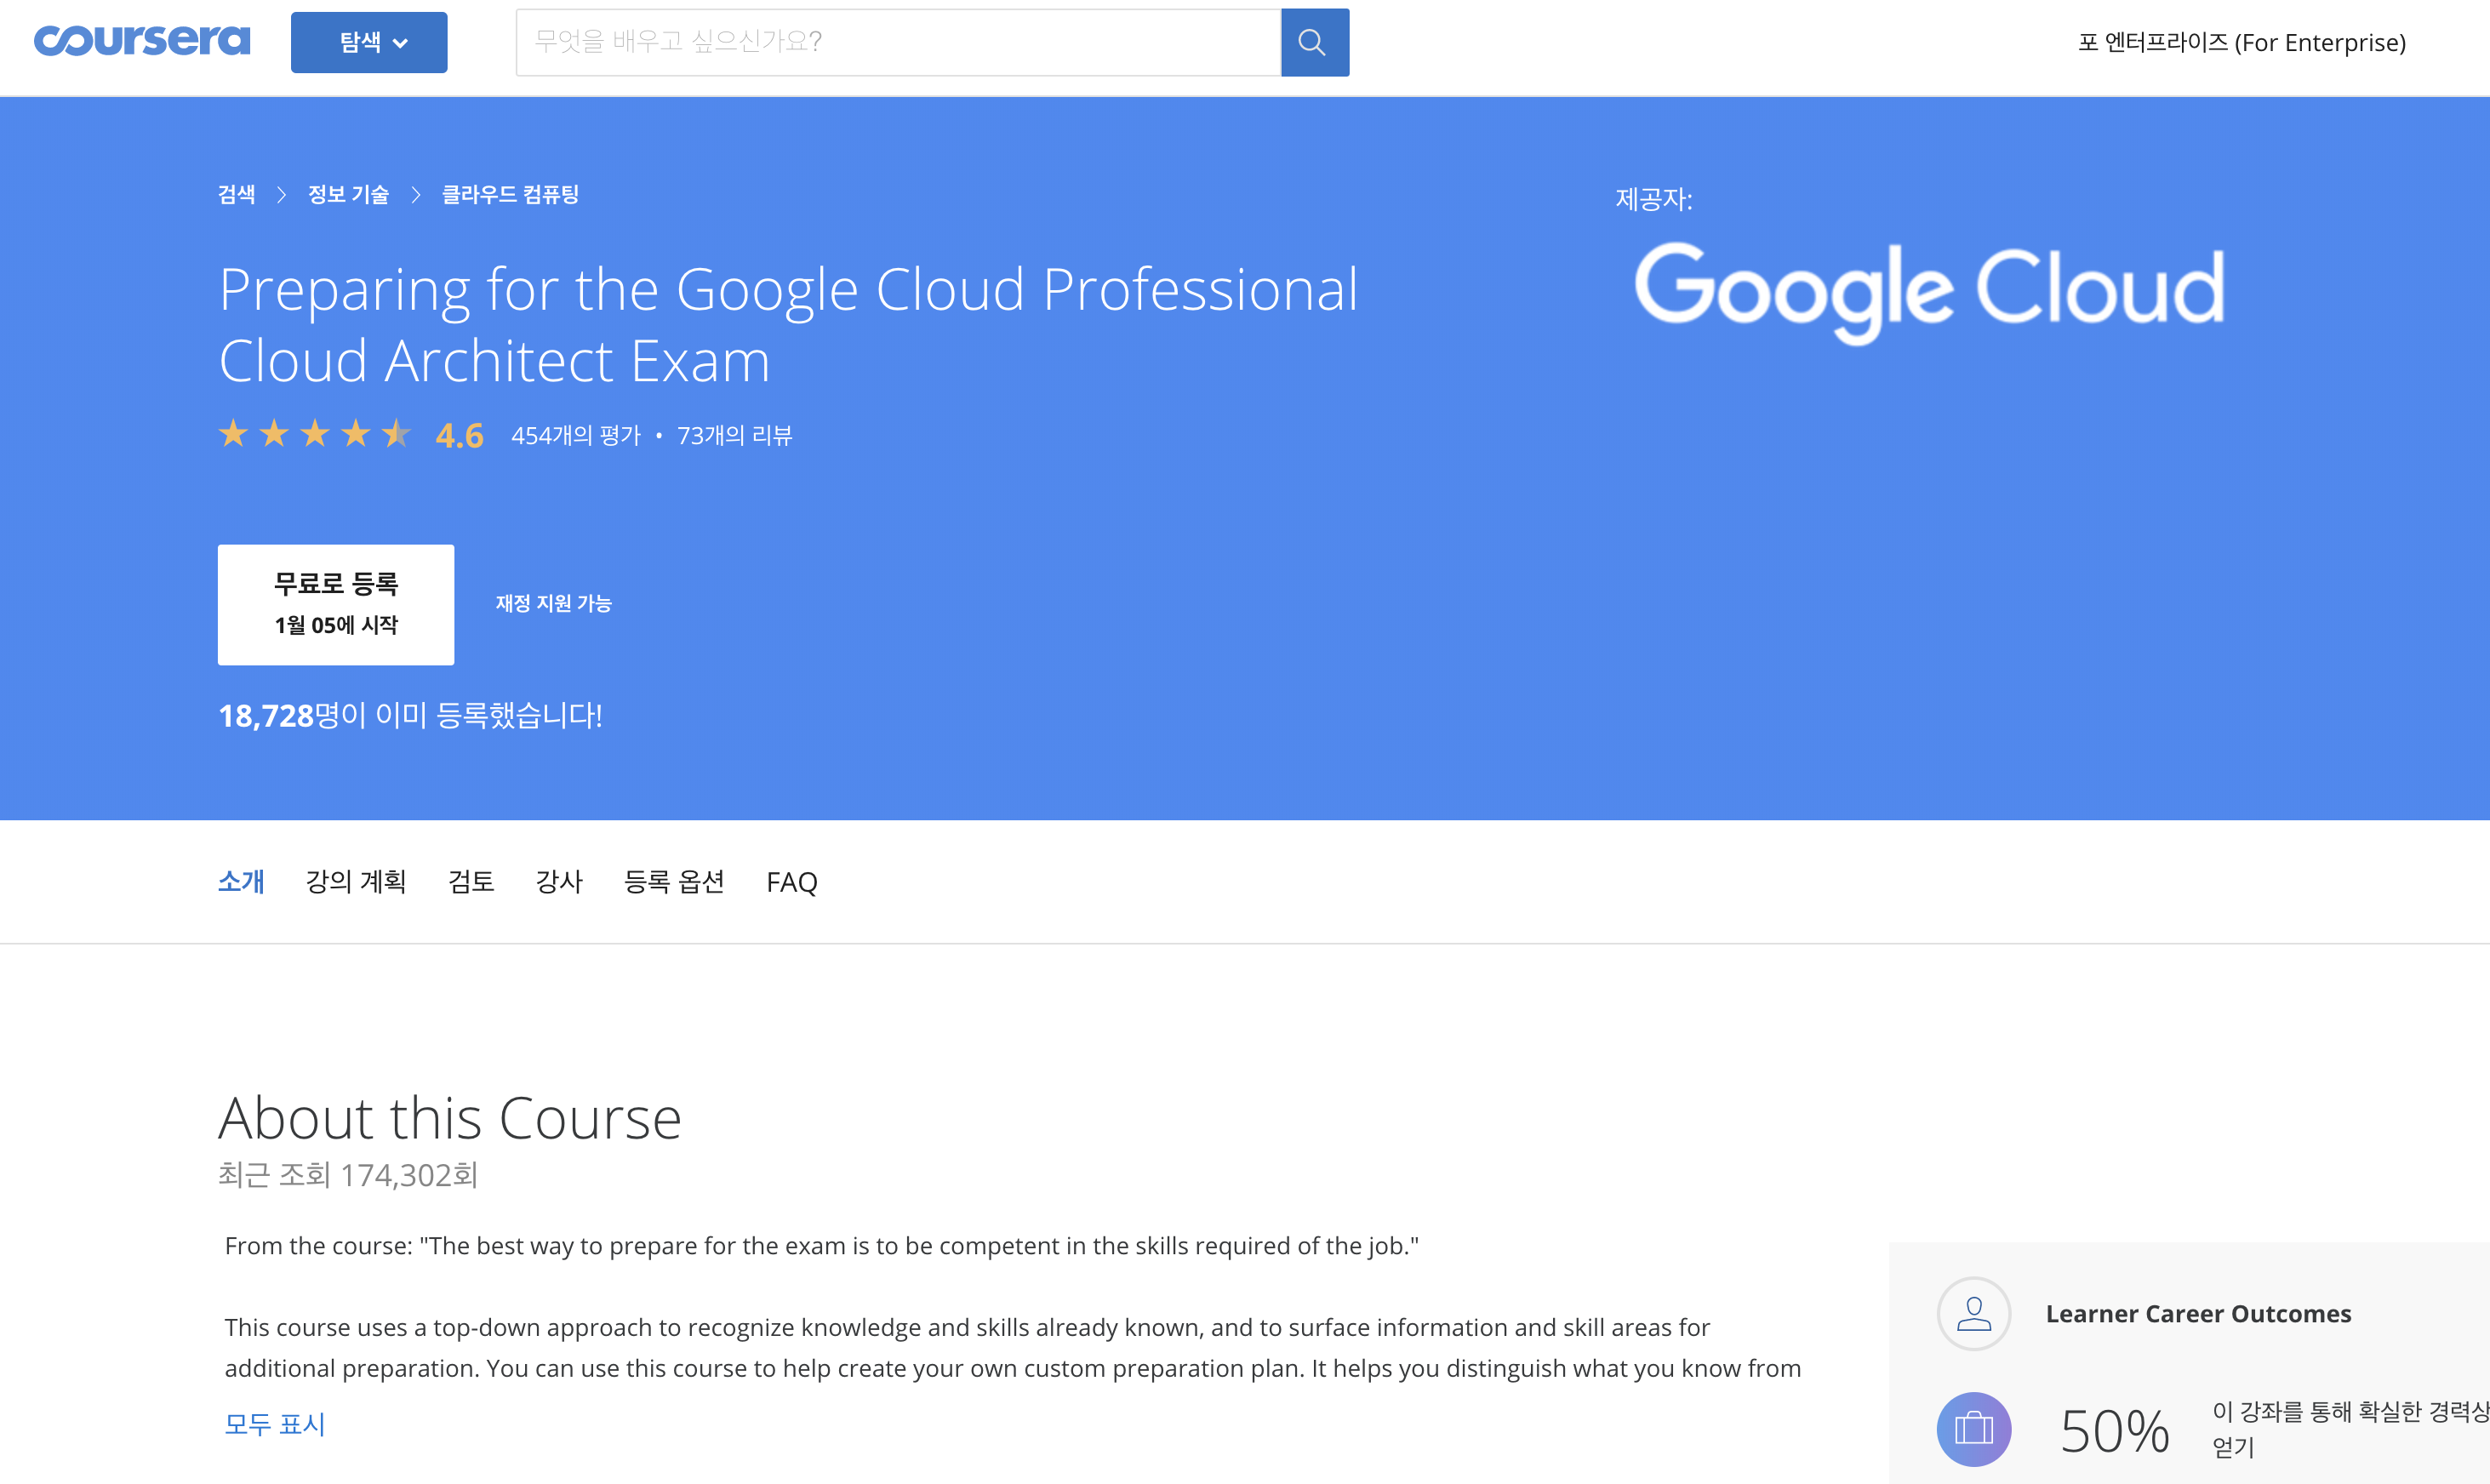 coursera
탐색
무엇을 배우고 싶으신가요?
포 엔터프라이즈 (For Enterprise)
검색 > 정보 기술 > 클라우드 컴퓨팅
Preparing for the Google Cloud Professional
Cloud Architect Exam
4.6 454개의 평가 • 73개의 리뷰
제공자:
Google Cloud
무료로 등록
1월 05에 시작
재정 지원 가능
18,728명이 이미 등록했습니다!
소개 강의 계획 검토 강사 등록 옵션 FAQ
About this Course
최근 조회 174,302회
From the course: "The best way to prepare for the exam is to be competent in the skills required of the job."
This course uses a top-down approach to recognize knowledge and skills already known, and to surface information and skill areas for
additional preparation. You can use this course to help create your own custom preparation plan. It helps you distinguish what you know from
모두 표시
Learner Career Outcomes
50%
이 강좌를 통해 확실한 경력상
얻기